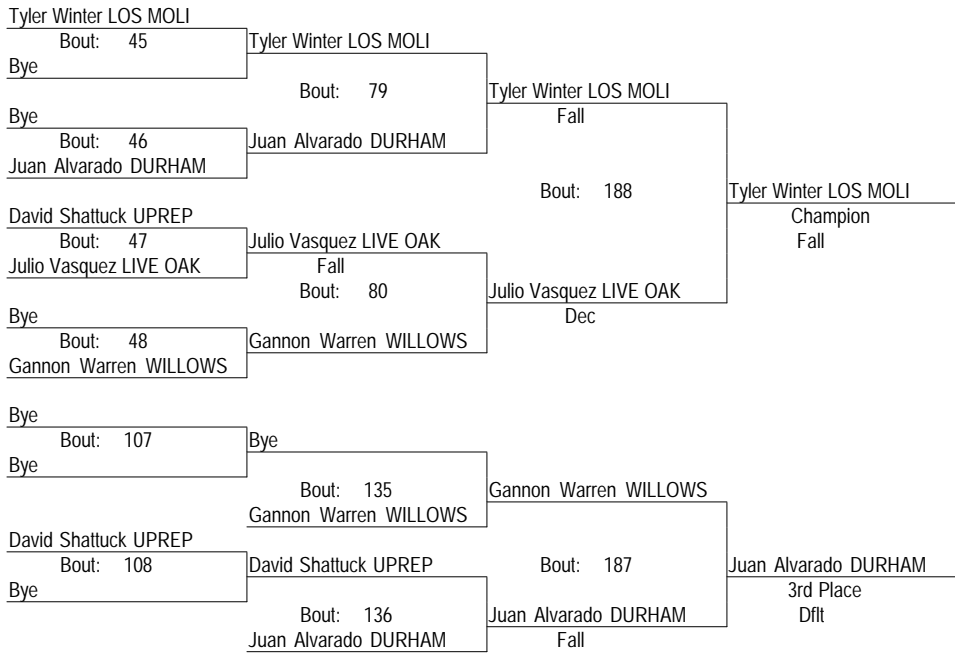 Tyler Winter LOS MOLI
Bout: 45
Tyler Winter LOS MOLI
Bye
Bout: 79
Tyler Winter LOS MOLI
Bye
Fall
Bout: 46
Juan Alvarado DURHAM
Juan Alvarado DURHAM
Bout: 188
Tyler Winter LOS MOLI
David Shattuck UPREP
Champion
Bout: 47
Julio Vasquez LIVE OAK
Fall
Julio Vasquez LIVE OAK
Fall
Bout: 80
Julio Vasquez LIVE OAK
Bye
Dec
Bout: 48
Gannon Warren WILLOWS
Gannon Warren WILLOWS
Bye
Bout: 107
Bye
Bye
Bout: 135
Gannon Warren WILLOWS
Gannon Warren WILLOWS
David Shattuck UPREP
Bout: 108
David Shattuck UPREP
Bout: 187
Juan Alvarado DURHAM
Bye
3rd Place
Bout: 136
Juan Alvarado DURHAM
Dflt
Juan Alvarado DURHAM
Fall